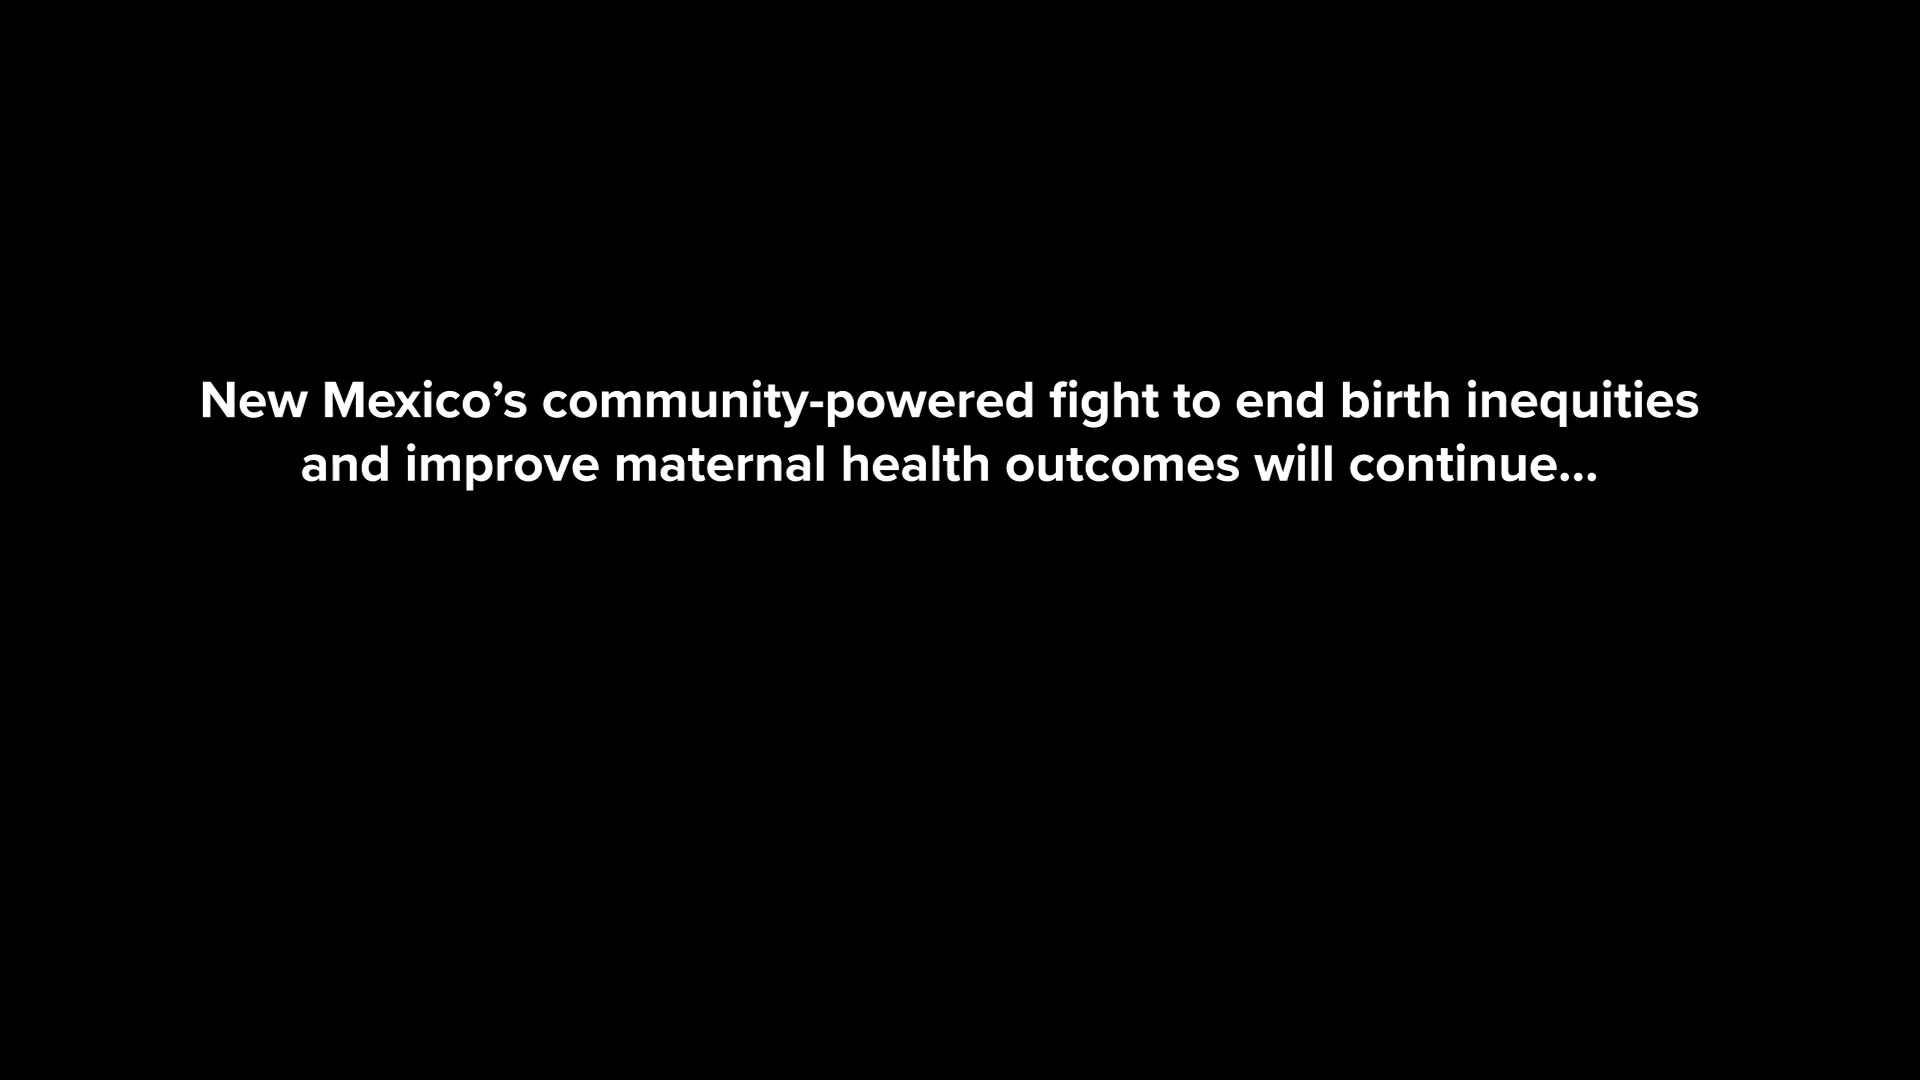 New Mexico’s community-powered fight to end birth inequities
and improve maternal health outcomes will continue...